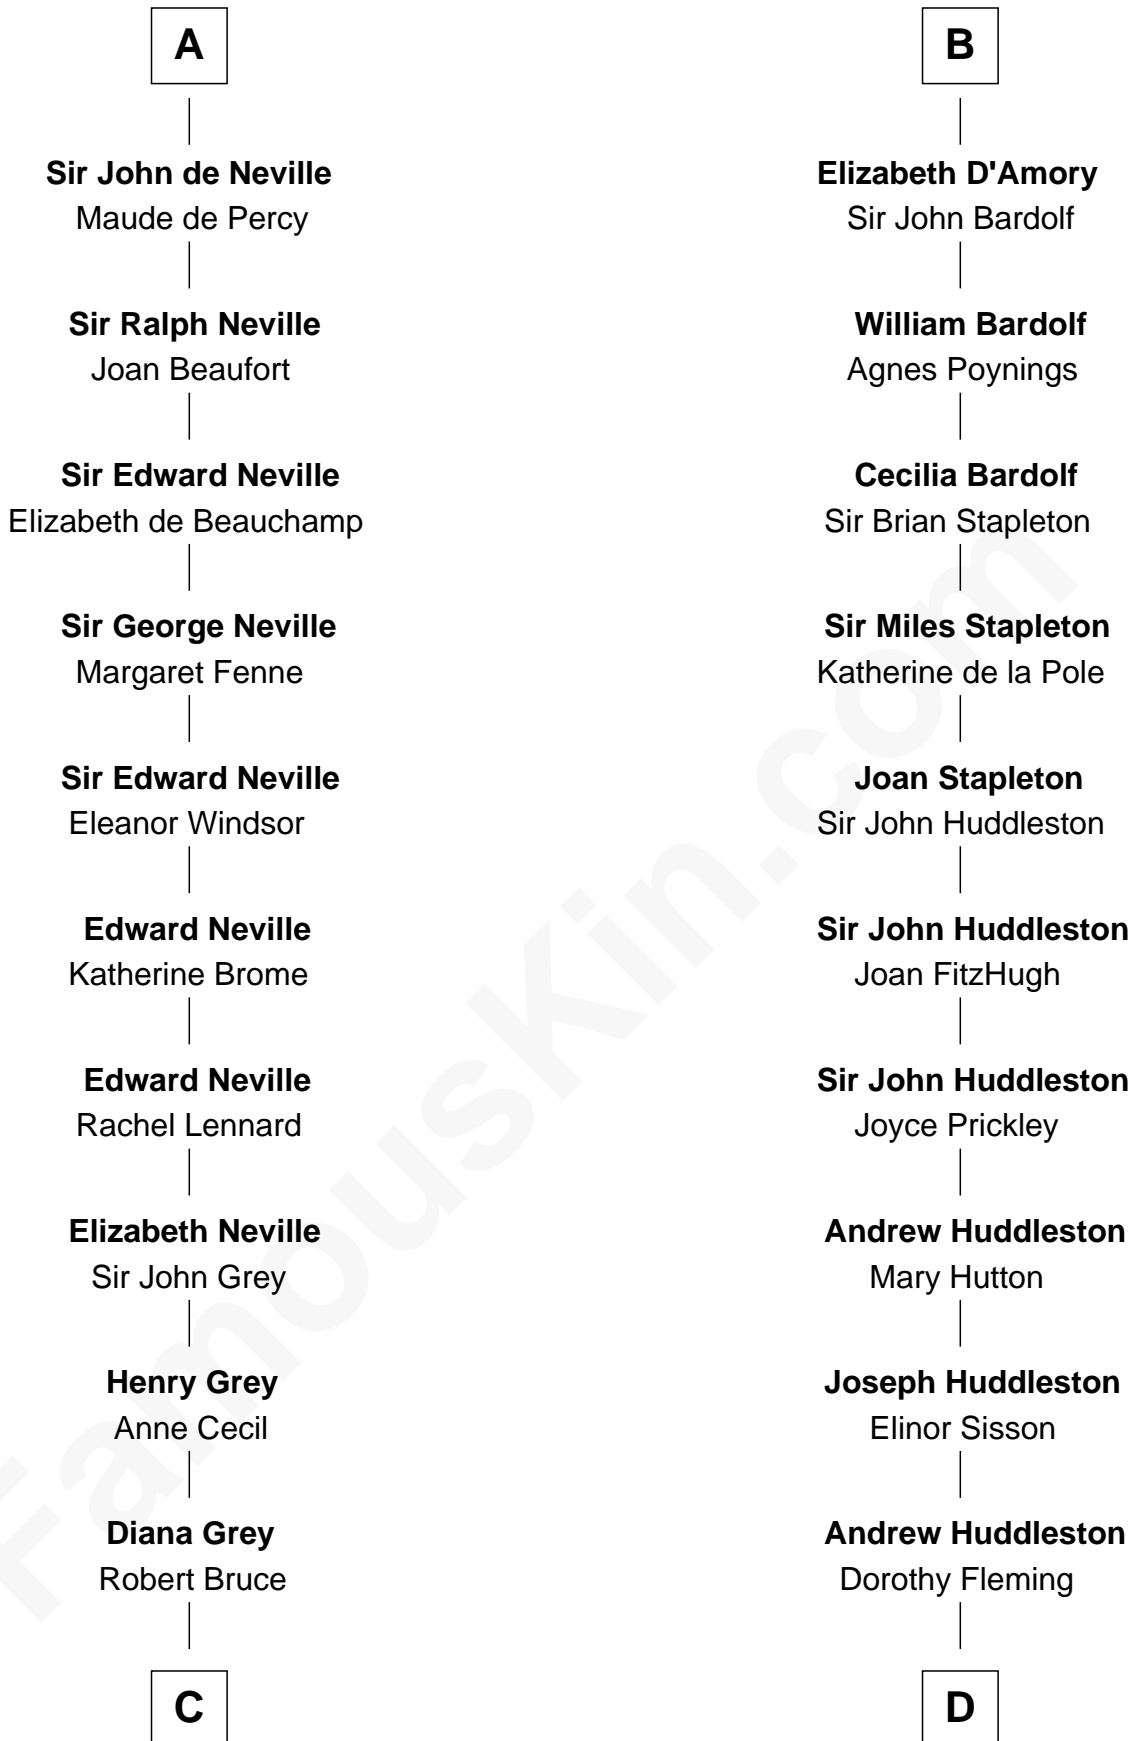 A
Sir John de Neville
Maude de Percy
Sir Ralph Neville
Joan Beaufort
Sir Edward Neville
Elizabeth de Beauchamp
Sir George Neville
Margaret Fenne
Sir Edward Neville
Eleanor Windsor
Edward Neville
Katherine Brome
Edward Neville
Rachel Lennard
Elizabeth Neville
Sir John Grey
Henry Grey
Anne Cecil
Diana Grey
Robert Bruce
C
B
Elizabeth D'Amory
Sir John Bardolf
William Bardolf
Agnes Poynings
Cecilia Bardolf
Sir Brian Stapleton
Sir Miles Stapleton
Katherine de la Pole
Joan Stapleton
Sir John Huddleston
Sir John Huddleston
Joan FitzHugh
Sir John Huddleston
Joyce Prickley
Andrew Huddleston
Mary Hutton
Joseph Huddleston
Elinor Sisson
Andrew Huddleston
Dorothy Fleming
D
FamousKin.com